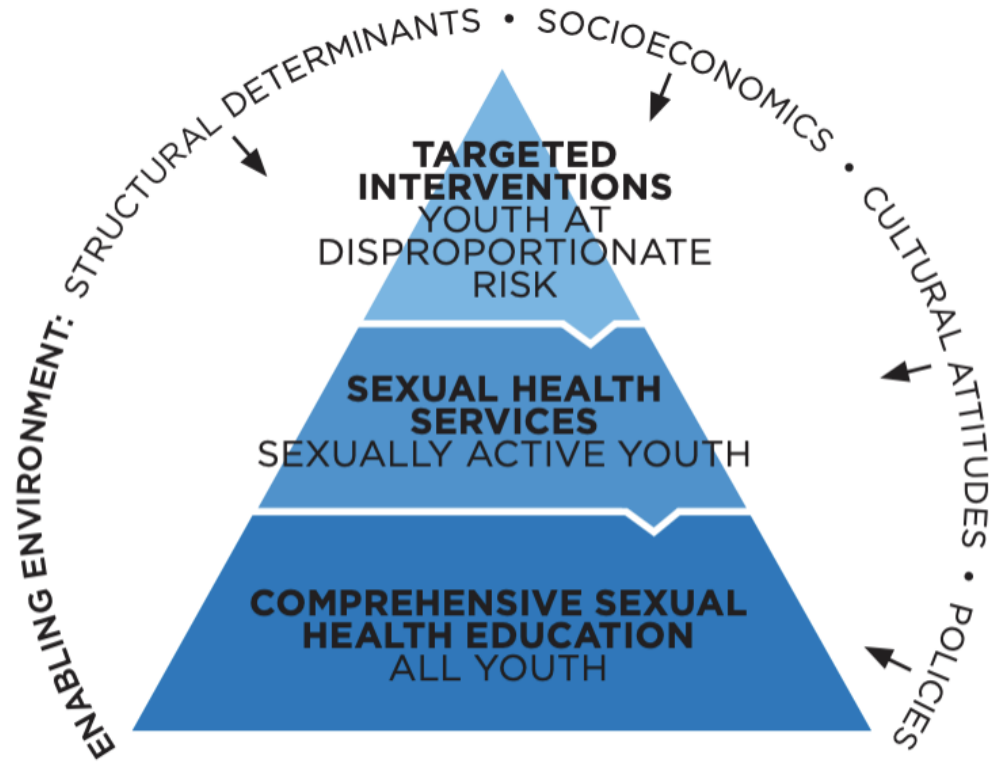 ENABLING ENVIRONMENT: STRUCTURAL DETERMINANTS • SOCIOECONOMICS • CULTURAL ATTITUDES • POLICIES
TARGETED
INTERVENTIONS
YOUTH AT
DISPROPORTIONATE
RISK
SEXUAL HEALTH
SERVICES
SEXUALLY ACTIVE YOUTH
COMPREHENSIVE SEXUAL
HEALTH EDUCATION
ALL YOUTH